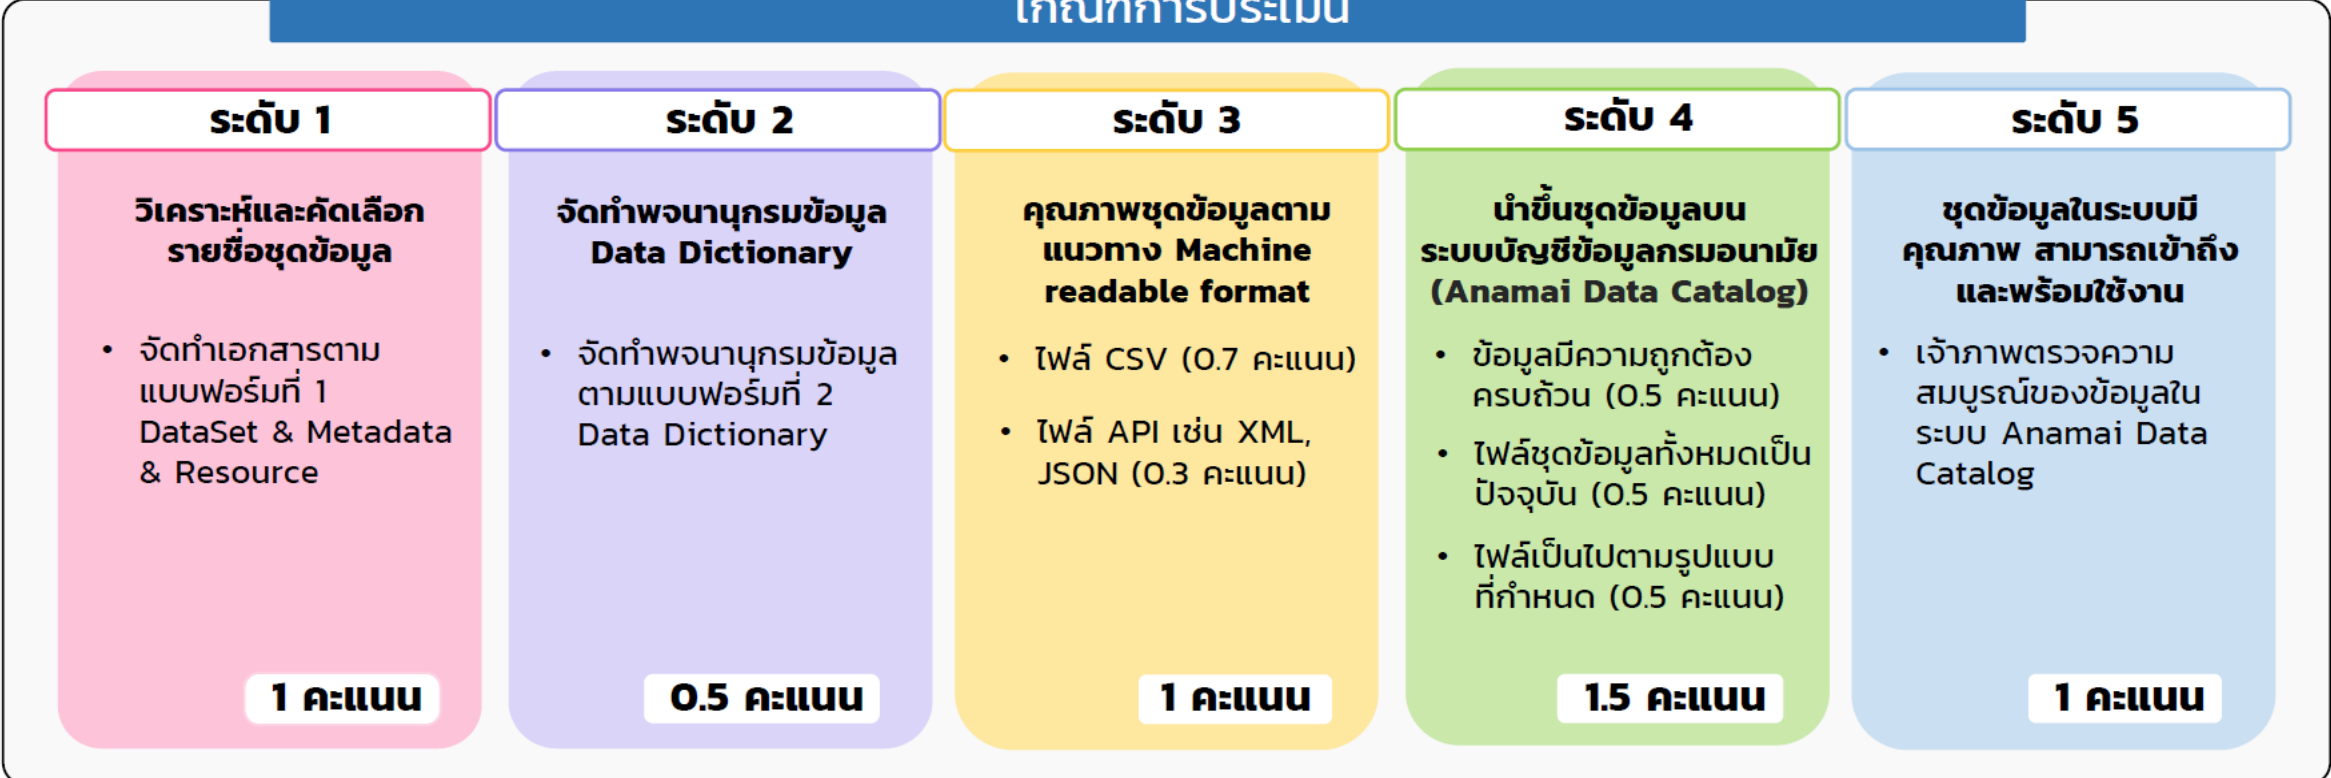 เกณฑ์การประเมิน
ระดับ 1
วิเคราะห์และคัดเลือก
รายชื่อชุดข้อมูล
• จัดทำเอกสารตาม
แบบฟอร์มที่ 1
DataSet & Metadata
& Resource
1 คะแนน
ระดับ 2
จัดทำพจนานุกรมข้อมูล
Data Dictionary
• จัดทำพจนานุกรมข้อมูล
ตามแบบฟอร์มที่ 2
Data Dictionary
0.5 คะแนน
ระดับ 3
คุณภาพชุดข้อมูลตาม
แนวทาง Machine
readable format
• ไฟล์ CSV (0.7 คะแนน)
• ไฟล์ API เช่น XML,
JSON (0.3 คะแนน)
1 คะแนน
ระดับ 4
นำขึ้นชุดข้อมูลบน
ระบบบัญชีข้อมูลกรมอนามัย
(Anamai Data Catalog)
• ข้อมูลมีความถูกต้อง
ครบถ้วน (0.5 คะแนน)
• ไฟล์ชุดข้อมูลทั้งหมดเป็น
ปัจจุบัน (0.5 คะแนน)
• ไฟล์เป็นไปตามรูปแบบ
ที่กำหนด (0.5 คะแนน)
1.5 คะแนน
ระดับ 5
ชุดข้อมูลในระบบมี
คุณภาพ สามารถเข้าถึง
และพร้อมใช้งาน
• เจ้าภาพตรวจความ
สมบูรณ์ของข้อมูลใน
ระบบ Anamai Data
Catalog
1 คะแนน